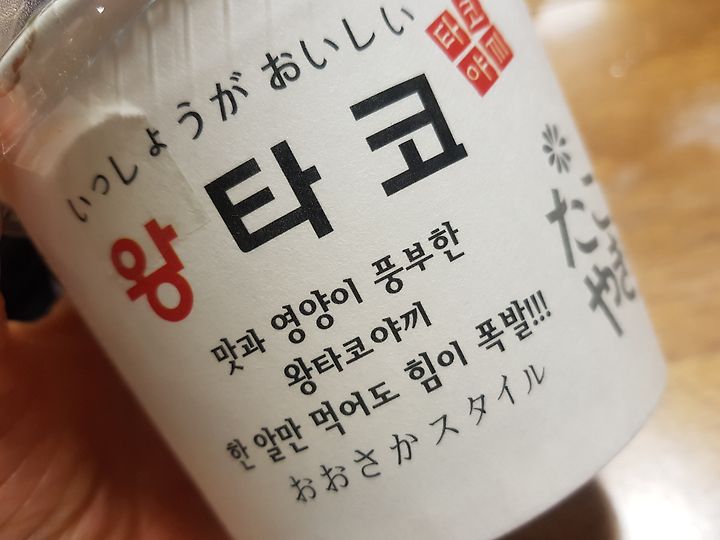 いっしょうが おいしい
타코
야끼
왕타코
맛과 영양이 풍부한
왕타코야끼
한 알만 먹어도 힘이 폭발!!!
おおさかスタイル
たこ
やき